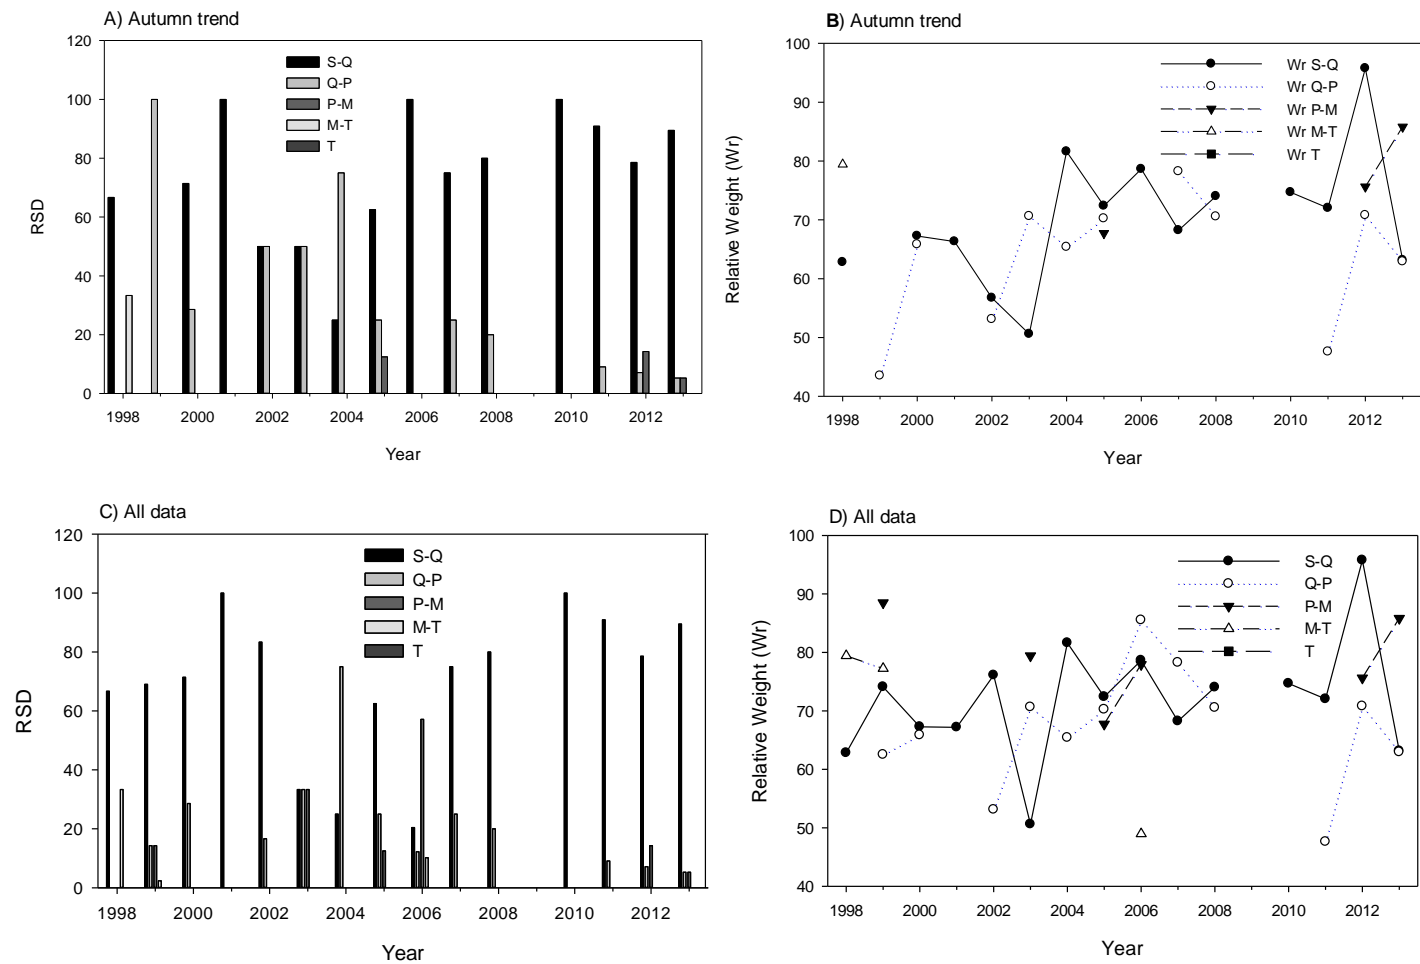 A) Autumn trend
120
100
80
60
40
20
0
RSD
S-Q
Q-P
P-M
M-T
T
1998 2000 2002 2004 2006 2008 2010 2012
Year
B) Autumn trend
100
90
80
70
60
50
40
Relative Weight (Wr)
Wr S-Q
Wr Q-P
Wr P-M
Wr M-T
Wr T
1998 2000 2002 2004 2006 2008 2010 2012
Year
C) All data
120
100
80
60
40
20
0
RSD
S-Q
Q-P
P-M
M-T
T
1998 2000 2002 2004 2006 2008 2010 2012
Year
D) All data
100
90
80
70
60
50
40
Relative Weight (Wr)
S-Q
Q-P
P-M
M-T
T
1998 2000 2002 2004 2006 2008 2010 2012
Year